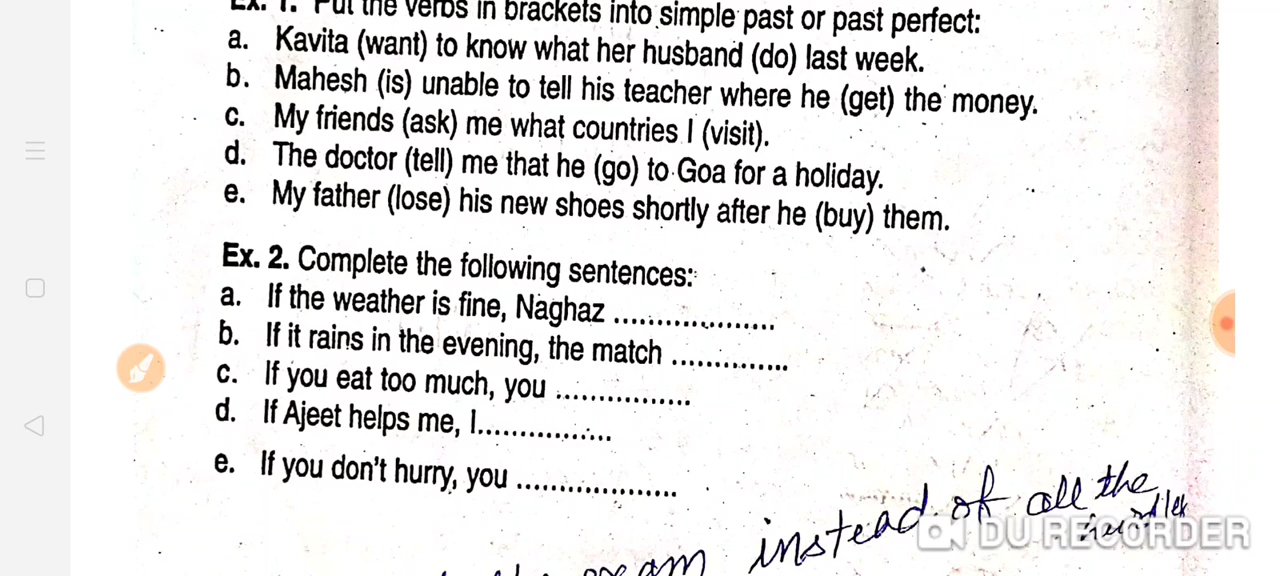 Ex. 1. Put the verbs in brackets into simple past or past perfect:
a. Kavita (want) to know what her husband (do) last week.
b. Mahesh (is) unable to tell his teacher where he (get) the money.
c. My friends (ask) me what countries I (visit).
d. The doctor (tell) me that he (go) to Goa for a holiday.
e. My father (lose) his new shoes shortly after he (buy) them.
Ex. 2. Complete the following sentences:
a. If the weather is fine, Naghaz ...................
b. If it rains in the evening, the match ..............
c. If you eat too much, you ................
d. If Ajeet helps me, I................
e. If you don't hurry, you ...................
instead of all the
DU RECORDER